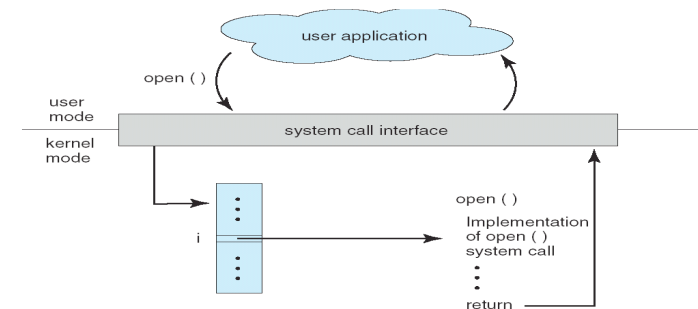 user application
open ( )
user
mode
system call interface
kernel
mode
open ( )
i
Implementation
of open ( )
system call
return